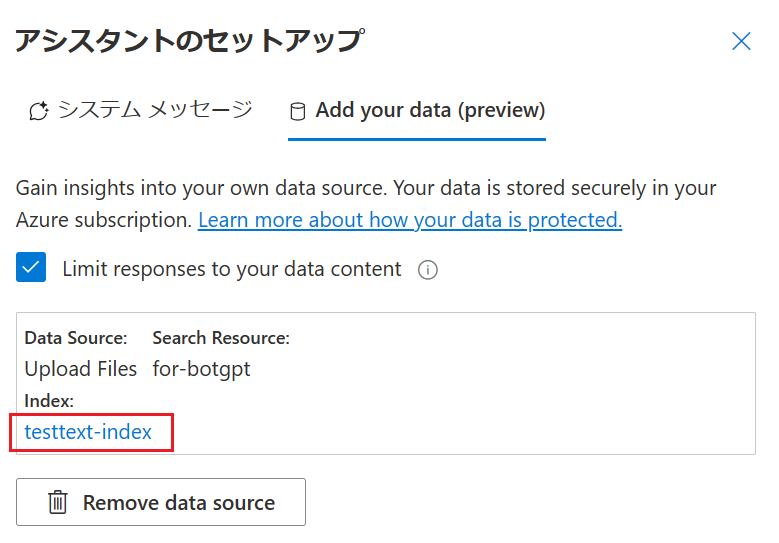 アシスタントのセットアップ
システム メッセージ
Add your data (preview)
Gain insights into your own data source. Your data is stored securely in your
Azure subscription. Learn more about how your data is protected.
Limit responses to your data content
Data Source: Search Resource:
Upload Files for-botgpt
Index:
testtext-index
Remove data source